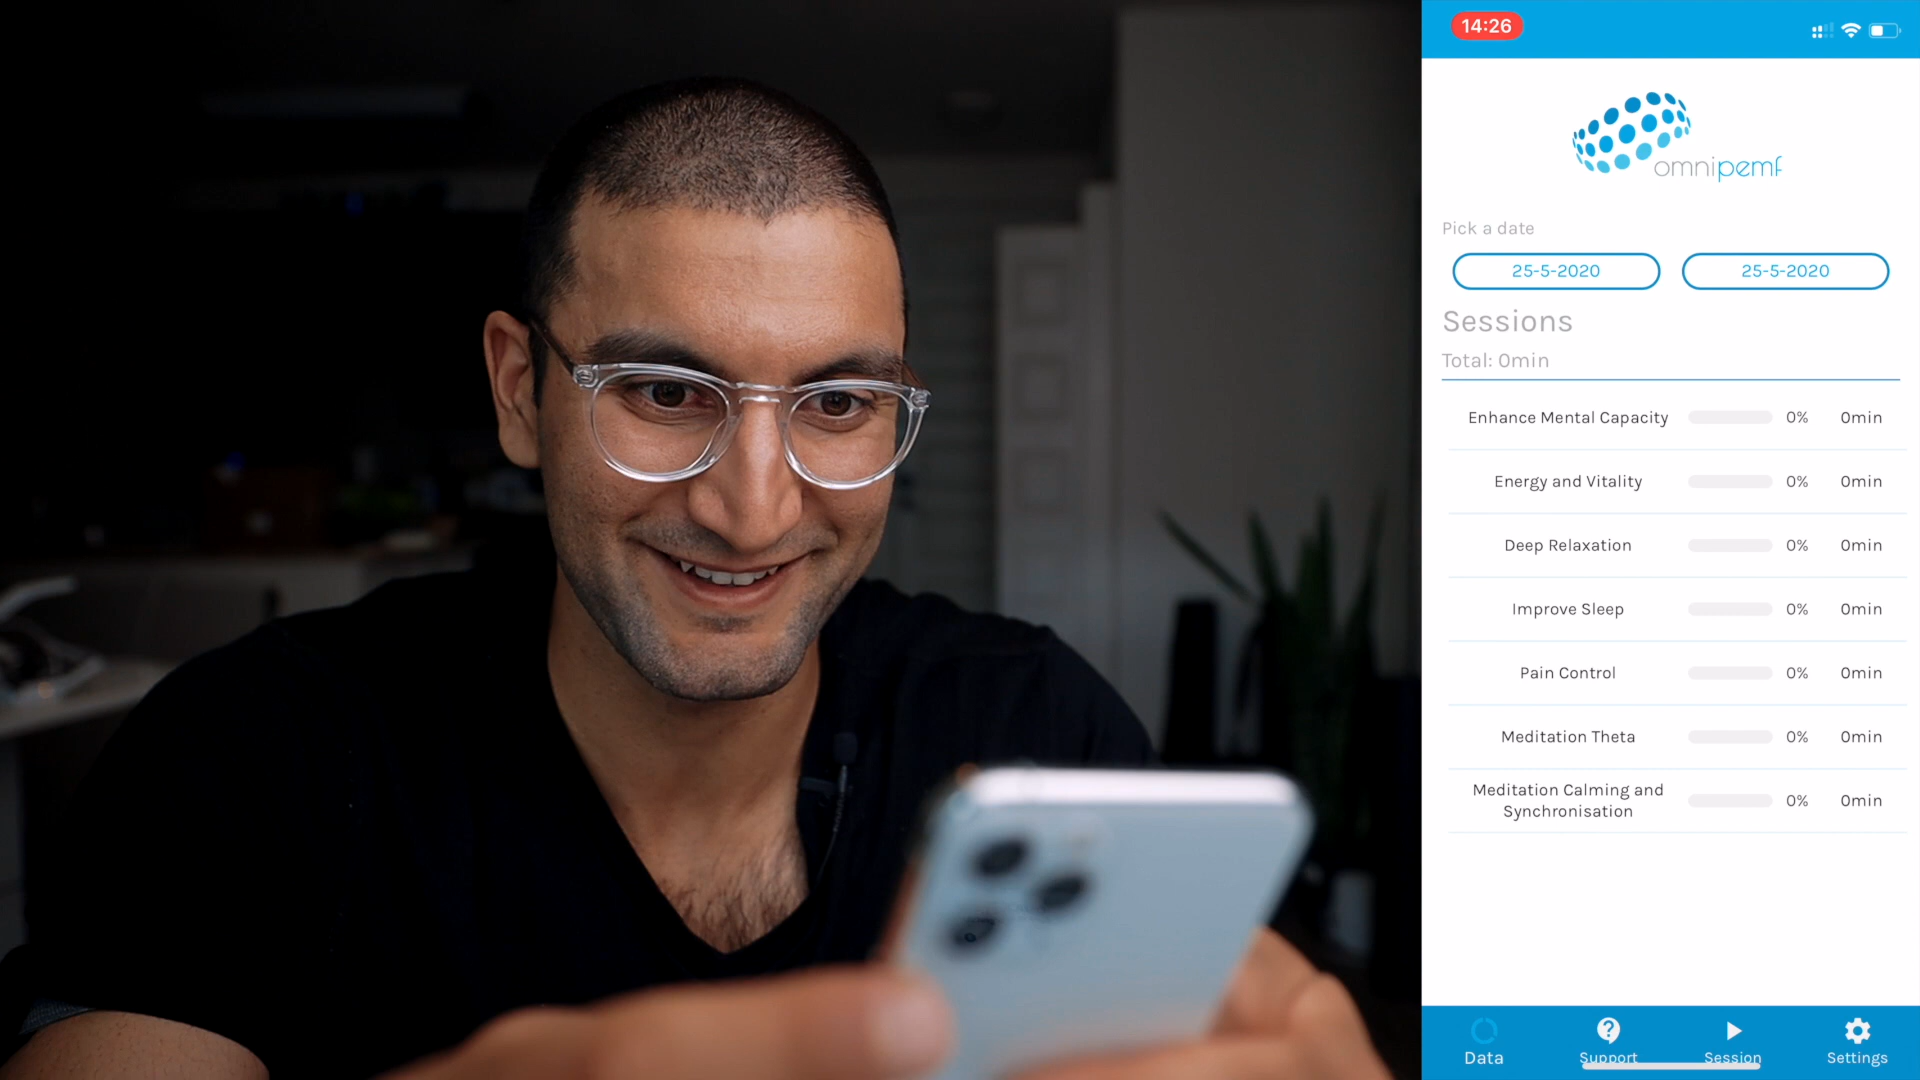 14:26
omnipemf
Pick a date
25-5-2020 25-5-2020
Sessions
Total: 0min
Enhance Mental Capacity 0% 0min
Energy and Vitality 0% 0min
Deep Relaxation 0% 0min
Improve Sleep 0% 0min
Pain Control 0% 0min
Meditation Theta 0% 0min
Meditation Calming and
Synchronisation 0% 0min
Data Support Session Settings